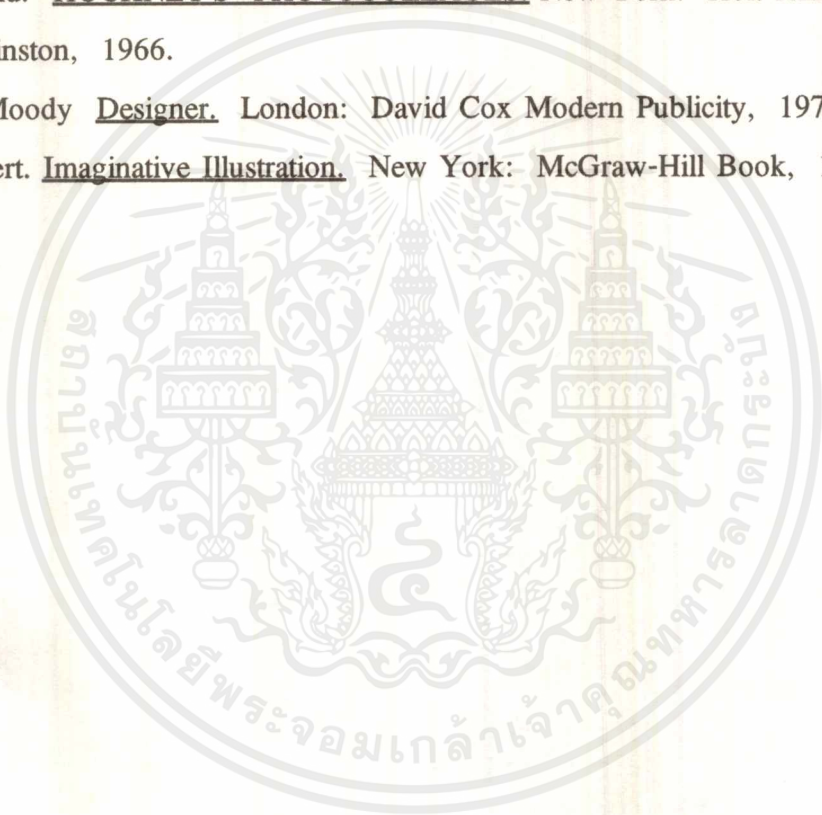 inston, 1966.
Moody Designer. London: David Cox Modern Publicity, 197
ert. Imaginative Illustration. New York: McGraw-Hill Book,
สถาบันเทคโนโลยีพระจอมเกล้าเจ้าคุณทหารลาดกระบัง
๔